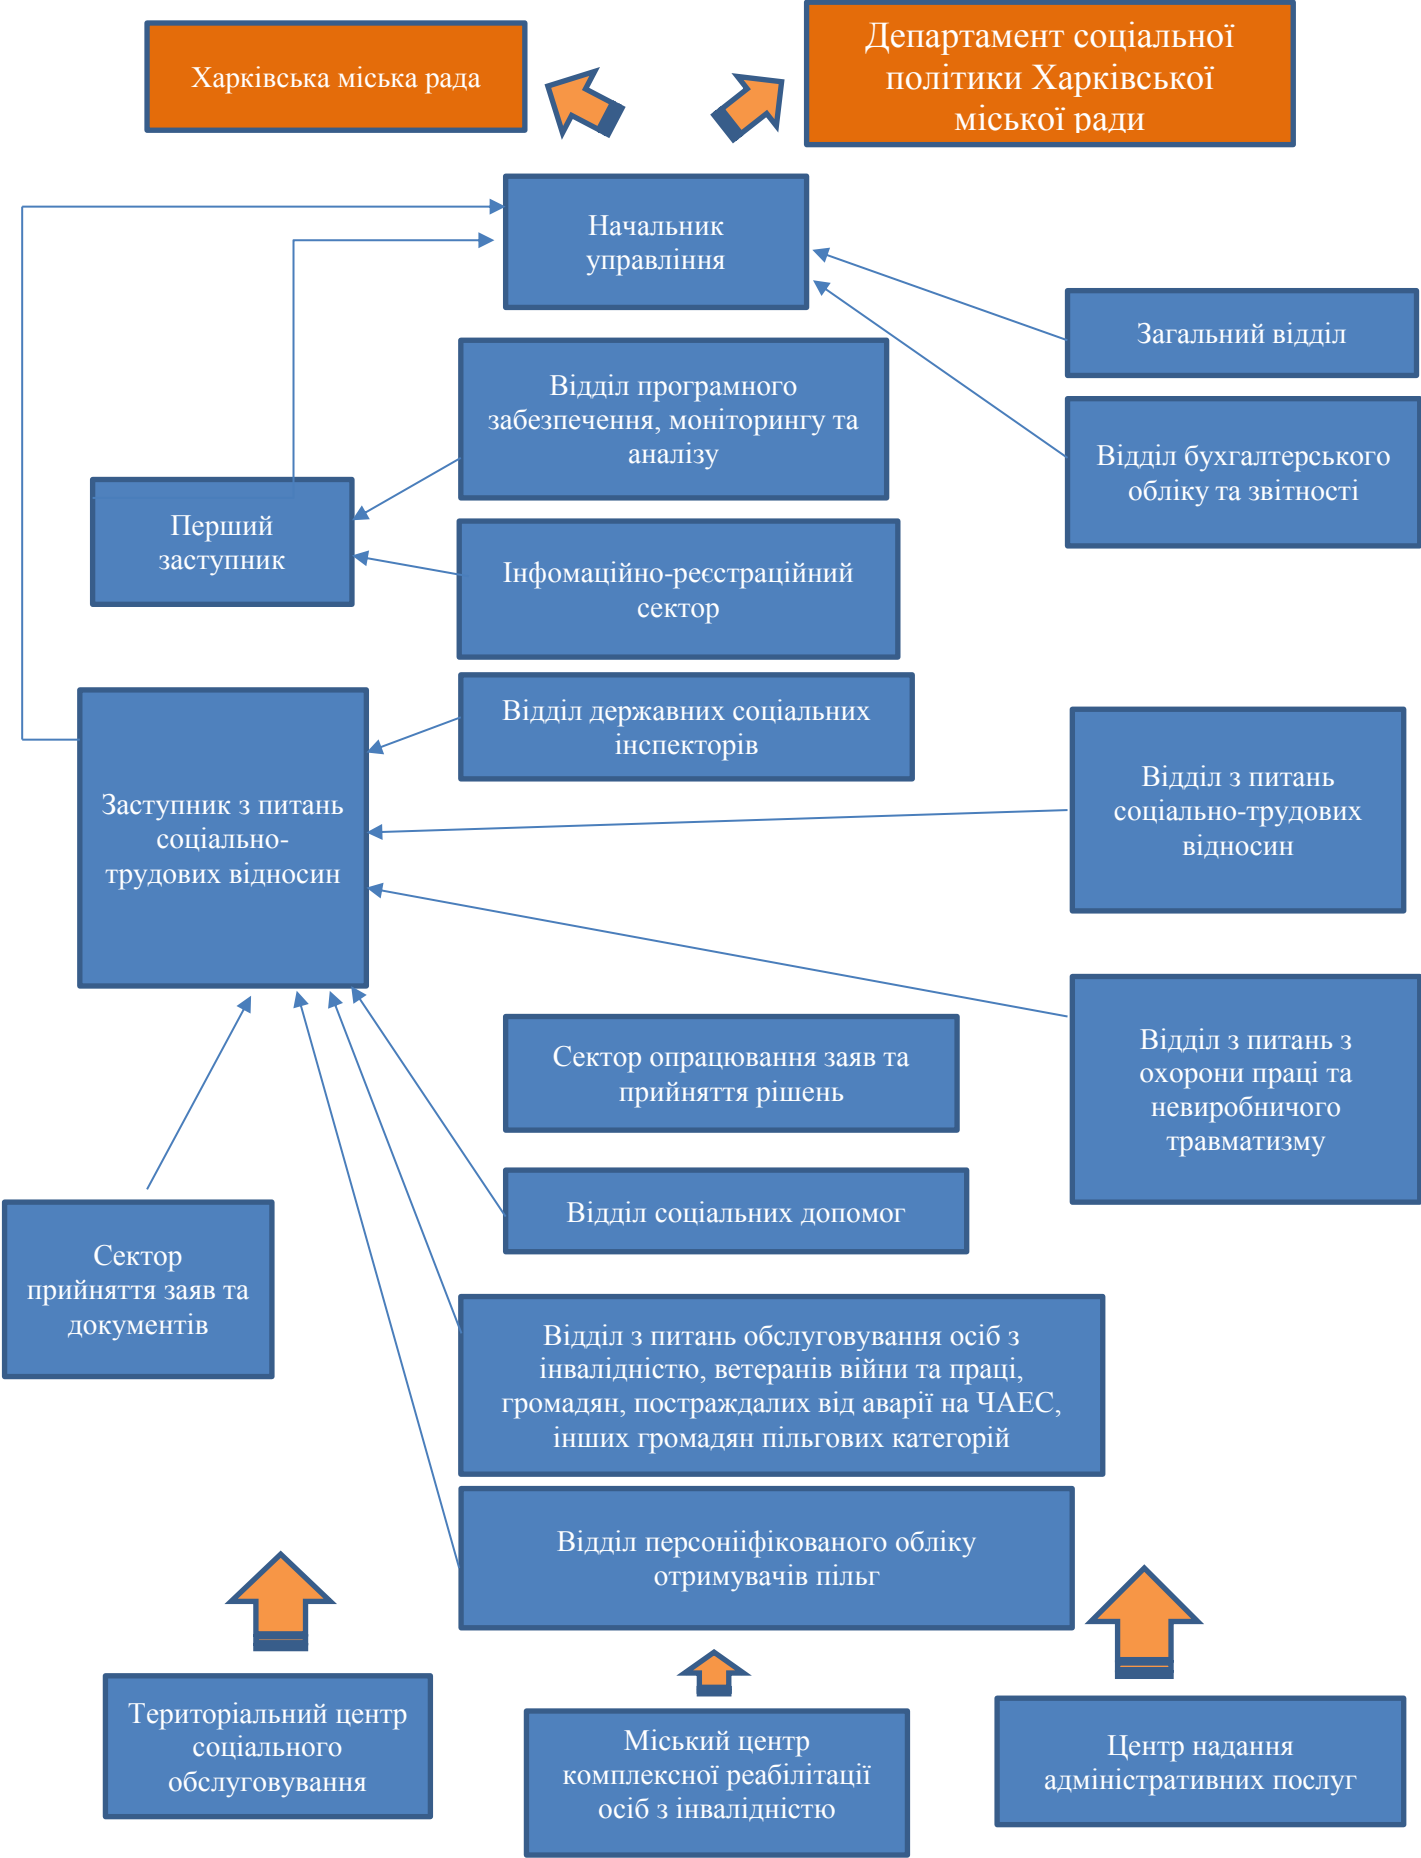 Харківська міська рада
Департамент соціальної
політики Харківської
міської ради
Начальник
управління
Загальний відділ
Відділ програмного
забезпечення, моніторингу та
аналізу
Відділ бухгалтерського
обліку та звітності
Перший
заступник
Інфомаційно-реєстраційний
сектор
Відділ державних соціальних
інспекторів
Заступник з питань
соціально-
трудових відносин
Відділ з питань
соціально-трудових
відносин
Сектор опрацювання заяв та
прийняття рішень
Відділ з питань з
охорони праці та
невиробничого
травматизму
Відділ соціальних допомог
Сектор
прийняття заяв та
документів
Відділ з питань обслуговування осіб з
інвалідністю, ветеранів війни та праці,
громадян, постраждалих від аварії на ЧАЕС,
інших громадян пільгових категорій
Відділ персоніифікованого обліку
отримувачів пільг
Територіальний центр
соціального
обслуговування
Міський центр
комплексної реабілітації
осіб з інвалідністю
Центр надання
адміністративних послуг